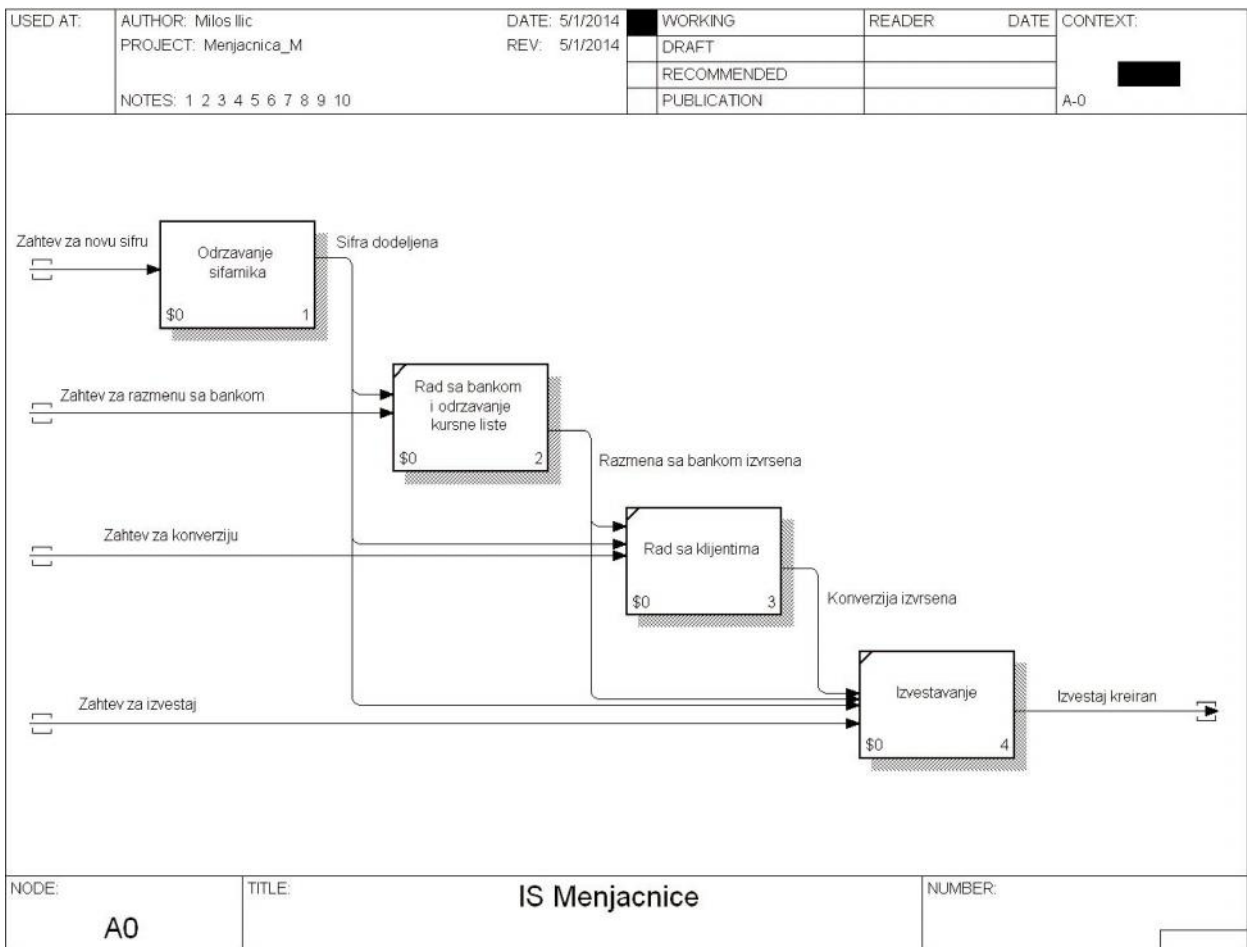 USED AT:
AUTHOR: Milos Ilic
DATE: 5/1/2014
PROJECT: Menjacnica_M
REV: 5/1/2014
NOTES: 1 2 3 4 5 6 7 8 9 10
WORKING
DRAFT
RECOMMENDED
PUBLICATION
READER
DATE
CONTEXT:
A-0
Zahtev za novu sifru
Odrzavanje
sifarnika
$0
1
Sifra dodeljena
Zahtev za razmenu sa bankom
Rad sa bankom
i odrzavanje
kursne liste
$0
2
Razmena sa bankom izvrsena
Zahtev za konverziju
Rad sa klijentima
$0
3
Konverzija izvrsena
Zahtev za izvestaj
Izvestavanje
$0
4
Izvestaj kreiran
NODE:
A0
TITLE:
IS Menjacnice
NUMBER: